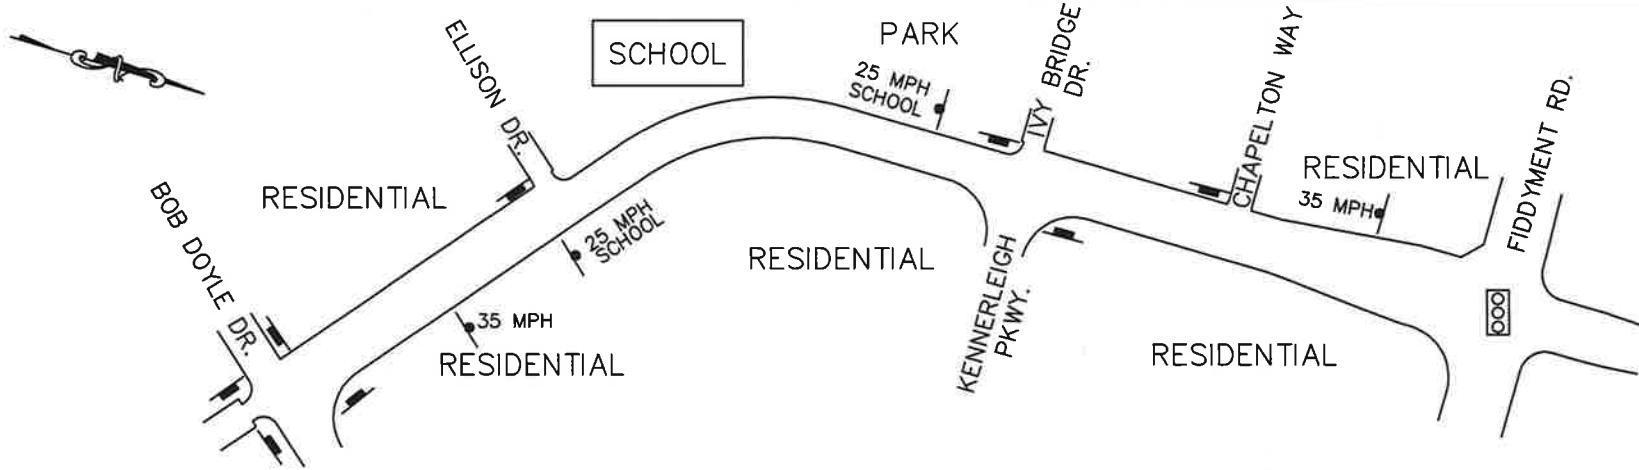 ELLISON DR.
SCHOOL
PARK
25 MPH
SCHOOL
IVY BRIDGE
DR.
CHAPELTON WAY
FIDDYMENT RD.
RESIDENTIAL
35 MPH
RESIDENTIAL
BOB DOYLE DR.
25 MPH
SCHOOL
RESIDENTIAL
KENNERLEIGH
PKWY.
35 MPH
RESIDENTIAL
RESIDENTIAL